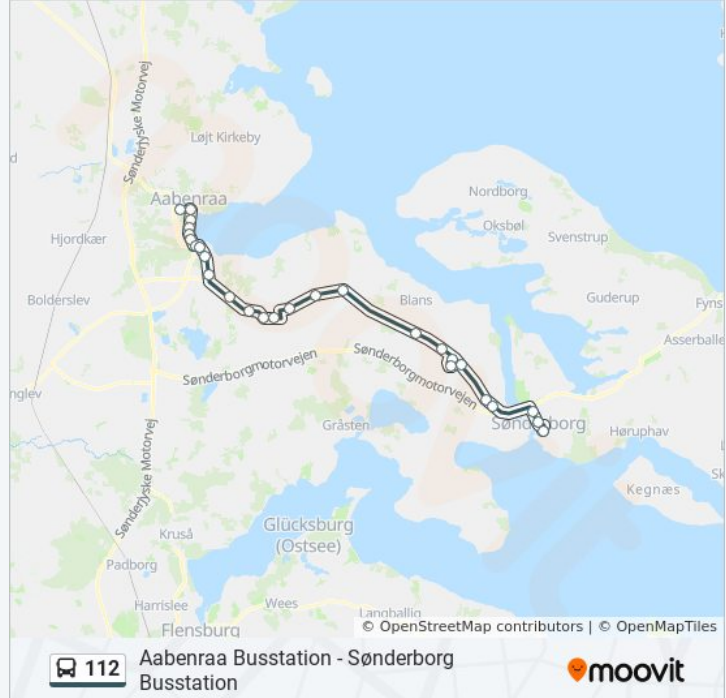 Sønderjyske Motorvej
Løjt Kirkeby
Aabenraa
Nordborg
Oksbøl
Svenstrup
Hjordkær
Bolderslev
Blans
Guderup
Fyns
Asserballe
Sønderborgmotorvejen
Sønderborgmotorvejen
nglev
Gråsten
Sønderborg
Høruphav
Kegnæs
Sønderjyske Motorvej
Glücksburg
(Ostsee)
Kruså
Padborg
Harrislee
Wees
Langballig
Flensburg
© OpenStreetMap contributors | © OpenMapTiles
112
Aabenraa Busstation - Sønderborg
Busstation
moovit